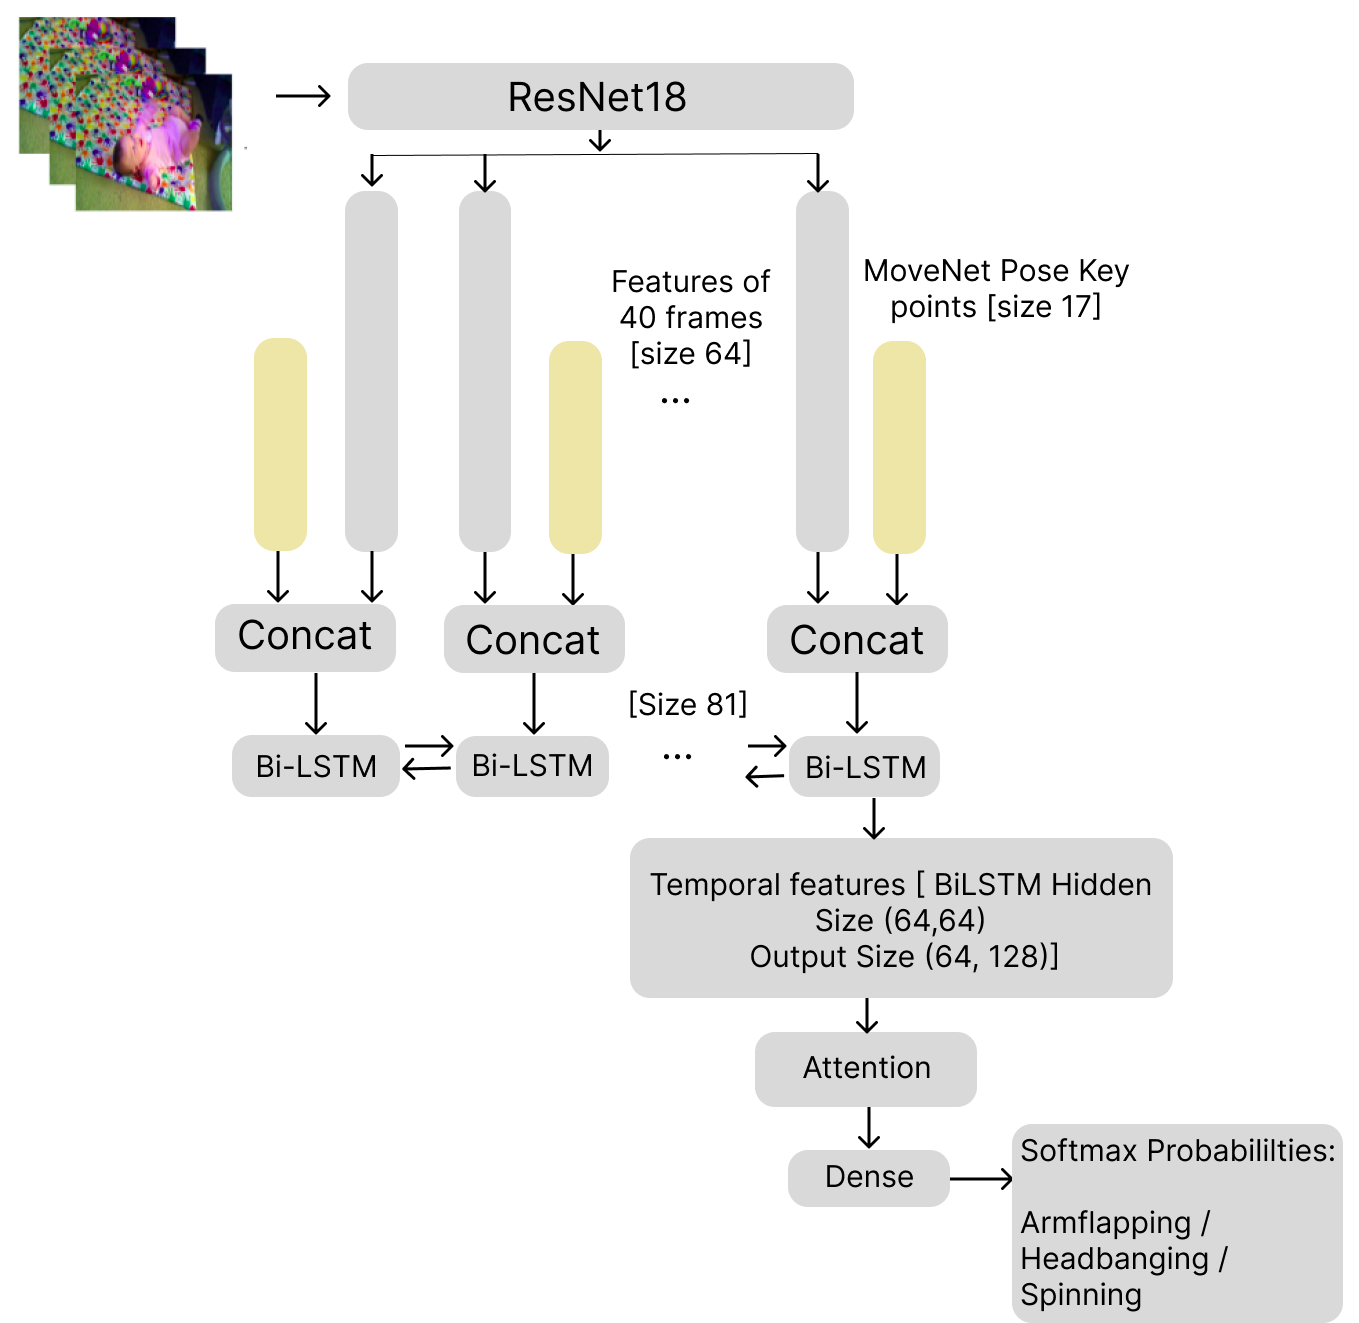 ResNet18
Features of
40 frames
[size 64]
...
MoveNet Pose Key
points [size 17]
Concat
Concat
Concat
[Size 81]
Bi-LSTM
Bi-LSTM
...
Bi-LSTM
Temporal features [ BiLSTM Hidden
Size (64,64)
Output Size (64, 128)]
Attention
Dense
Softmax Probabililties:
Armflapping /
Headbanging /
Spinning